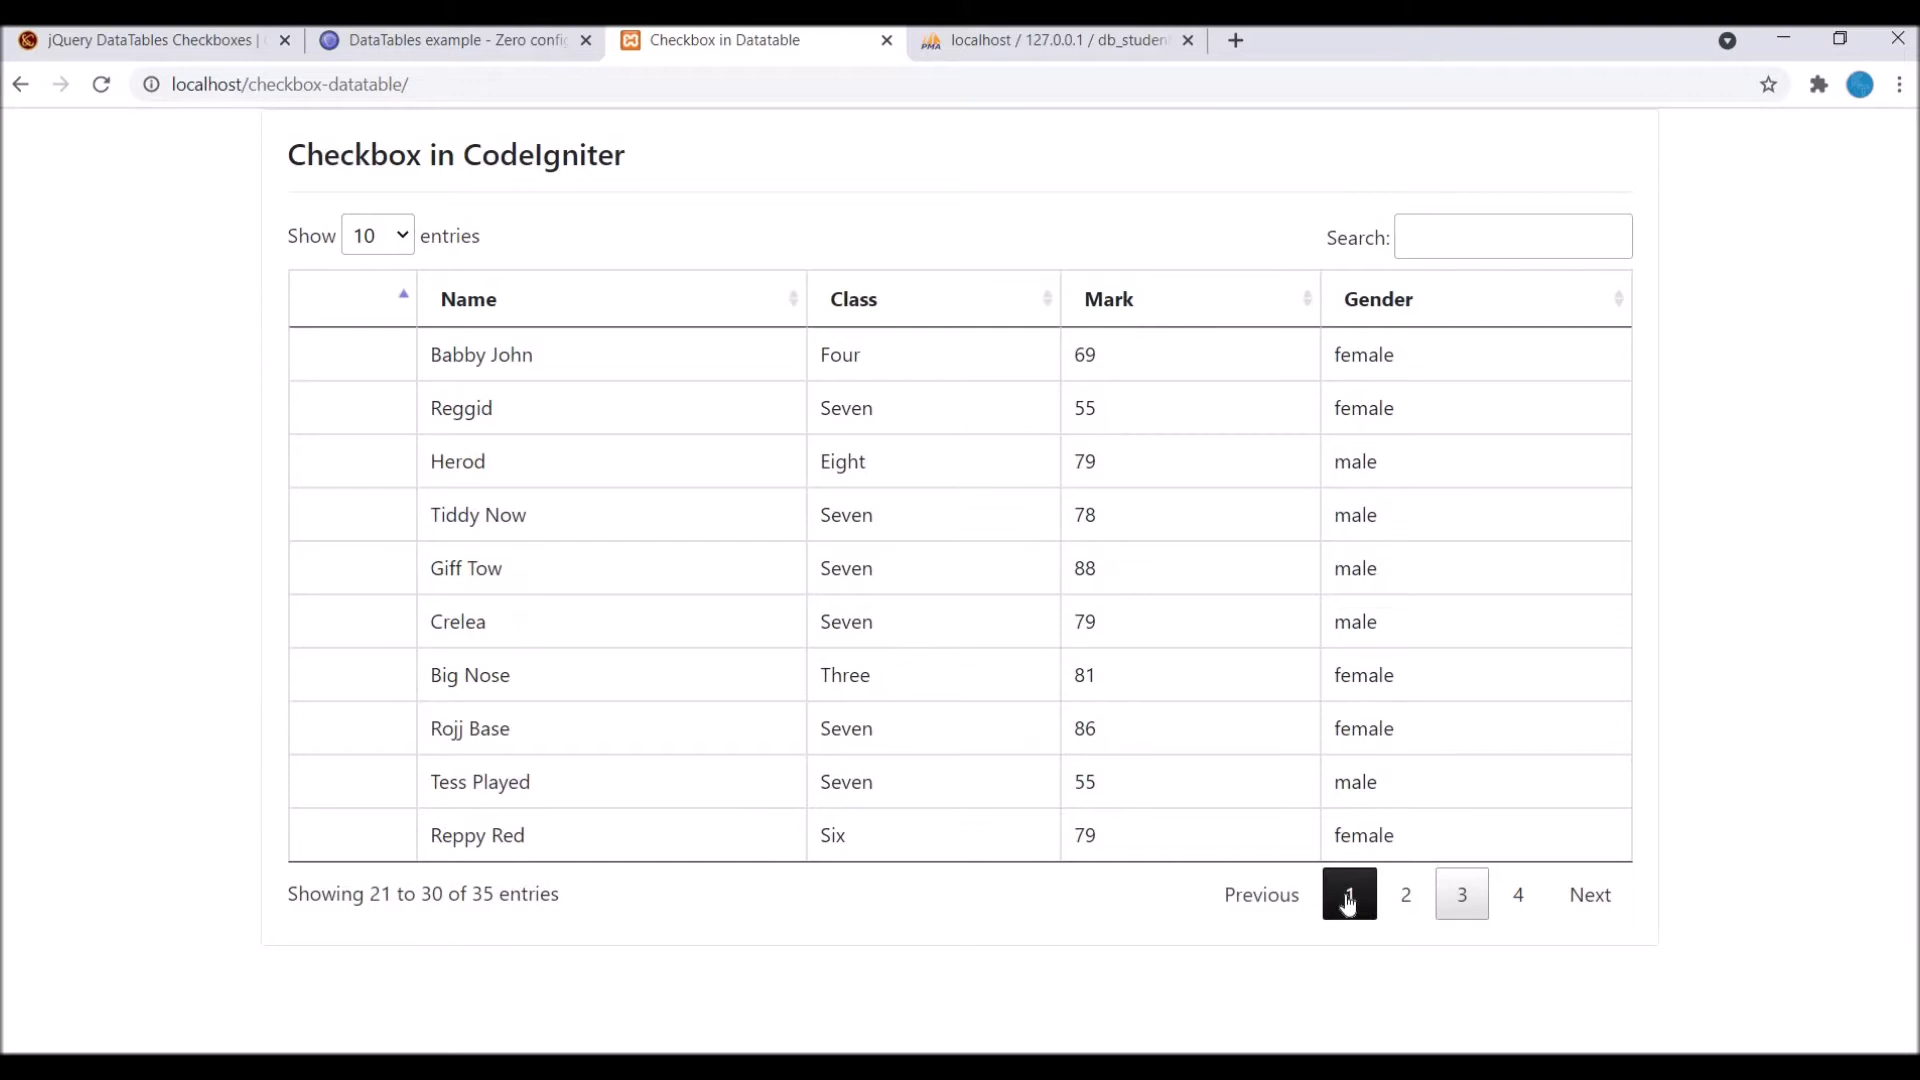 jQuery DataTables Checkboxes |
DataTables example - Zero config
Checkbox in Datatable
localhost / 127.0.0.1 / db_student
localhost/checkbox-datatable/
Checkbox in CodeIgniter
Show 10 entries
Search:
Name Class Mark Gender
Babby John Four 69 female
Reggid Seven 55 female
Herod Eight 79 male
Tiddy Now Seven 78 male
Giff Tow Seven 88 male
Crelea Seven 79 male
Big Nose Three 81 female
Rojj Base Seven 86 female
Tess Played Seven 55 male
Reppy Red Six 79 female
Showing 21 to 30 of 35 entries
Previous 1 2 3 4 Next